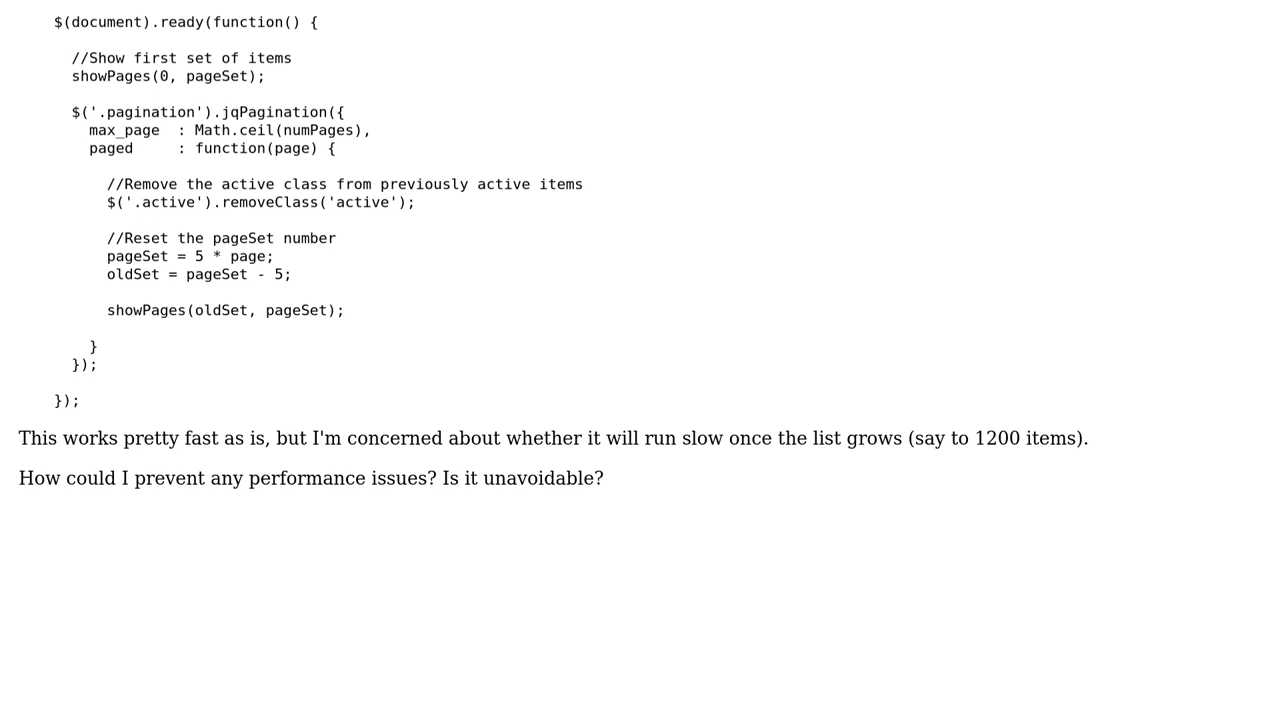 $(document).ready(function() {
//Show first set of items
showPages(0, pageSet);
$('.pagination').jqPagination({
max_page  : Math.ceil(numPages),
paged     : function(page) {
//Remove the active class from previously active items
$('.active').removeClass('active');
//Reset the pageSet number
pageSet = 5 * page;
oldSet = pageSet - 5;
showPages(oldSet, pageSet);
}
});
});
This works pretty fast as is, but I'm concerned about whether it will run slow once the list grows (say to 1200 items).
How could I prevent any performance issues? Is it unavoidable?